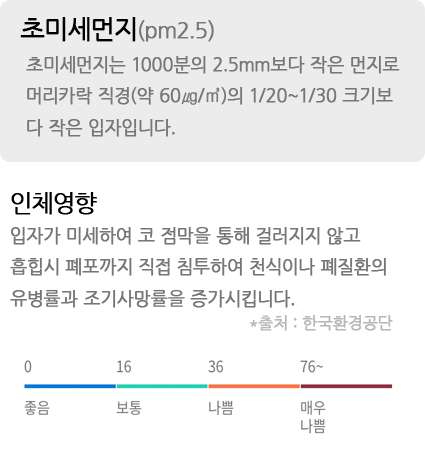 초미세먼지(pm2.5)
초미세먼지는 1000분의 2.5mm보다 작은 먼지로
머리카락 직경(약 60㎍/㎥)의 1/20~1/30 크기보
다 작은 입자입니다.
인체영향
입자가 미세하여 코 점막을 통해 걸러지지 않고
흡힙시 폐포까지 직접 침투하여 천식이나 폐질환의
유병률과 조기사망률을 증가시킵니다.
*출처 : 한국환경공단
0 16 36 76~
좋음 보통 나쁨 매우
나쁨